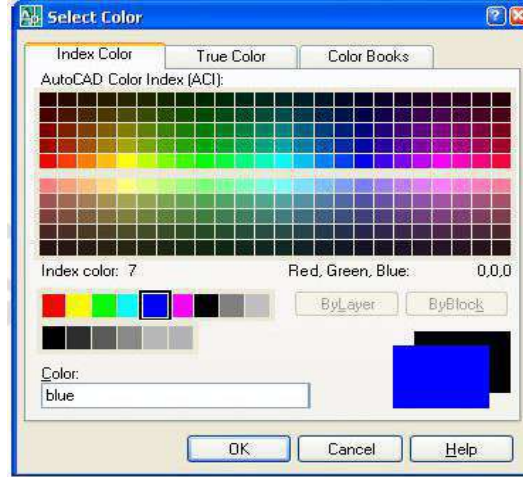 Select Color
Index Color True Color Color Books
AutoCAD Color Index (ACI):
Index color: 7 Red, Green, Blue: 0,0,0
ByLayer ByBlock
Color:
blue
OK Cancel Help